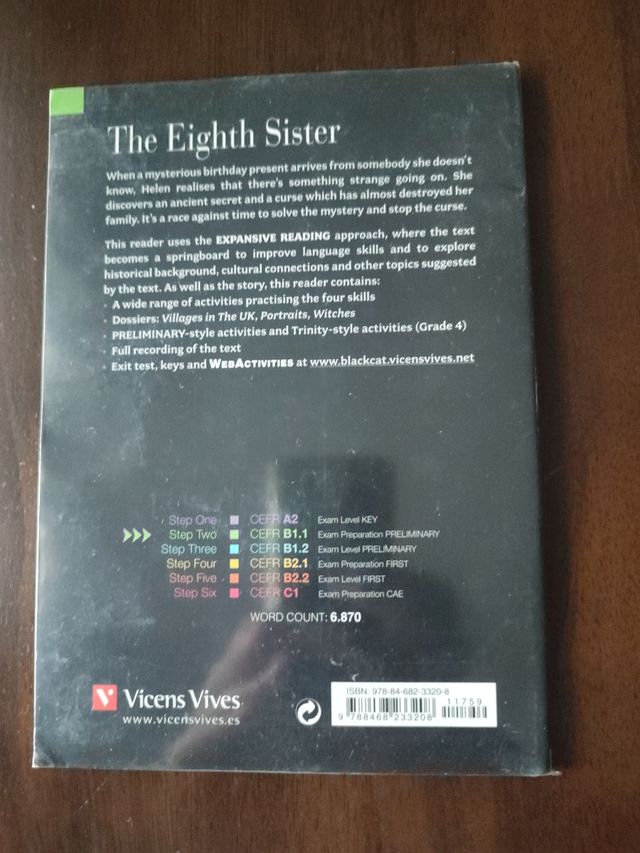 The Eighth Sister
When a mysterious birthday present arrives from somebody she doesn't
know, Helen realises that there's something strange going on. She
discovers an ancient secret and a curse which has almost destroyed her
family. It's a race against time to solve the mystery and stop the curse.
This reader uses the EXPANSIVE READING approach, where the text
becomes a springboard to improve language skills and to explore
historical background, cultural connections and other topics suggested
by the text. As well as the story, this reader contains:
· A wide range of activities practising the four skills
· Dossiers: Villages in The UK, Portraits, Witches
· PRELIMINARY-style activities and Trinity-style activities (Grade 4)
· Full recording of the text
· Exit test, keys and WEBACTIVITIES at www.blackcat.vicensvives.net
Step One CEFR A2 Exam Level KEY
Step Two CEFR B1.1 Exam Preparation PRELIMINARY
Step Three CEFR B1.2 Exam Level PRELIMINARY
Step Four CEFR B2.1 Exam Preparation FIRST
Step Five CEFR B2.2 Exam Level FIRST
Step Six CEFR C1 Exam Preparation CAE
WORD COUNT: 6.870
Vicens Vives
www.vicensvives.es
ISBN: 978-84-682-3320-8
11759
9 788468 233208